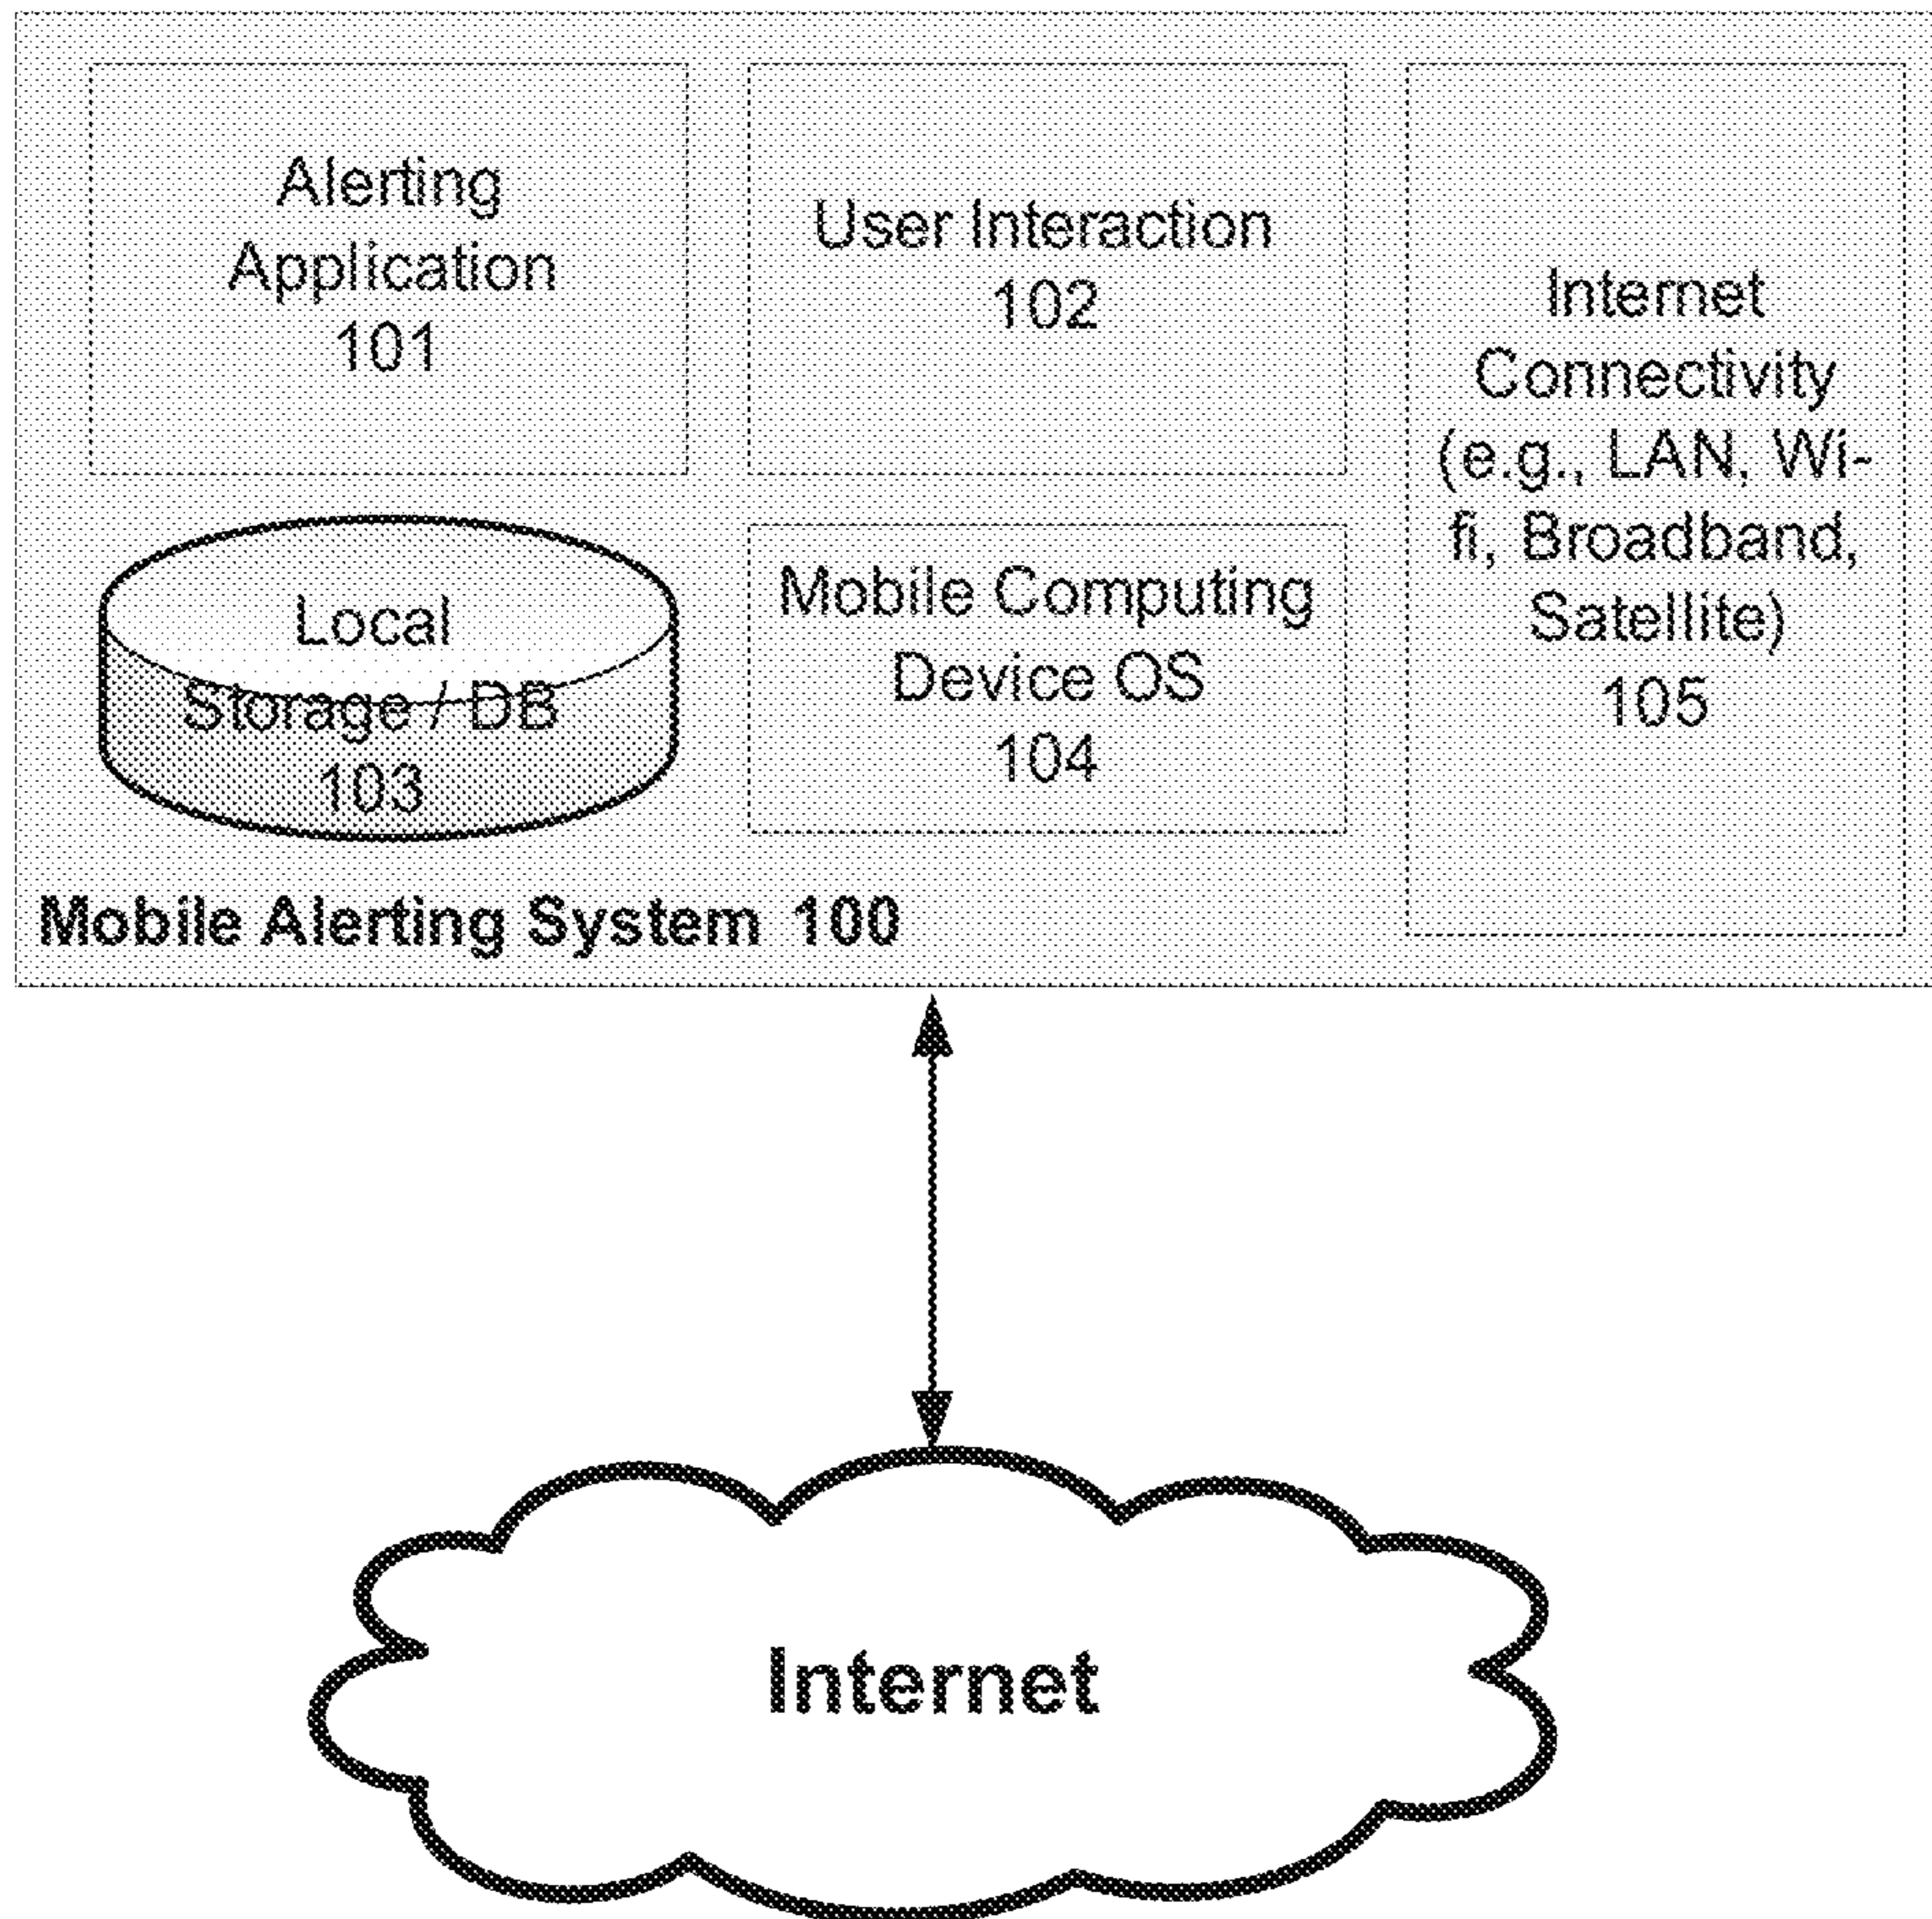 Alerting
Application
101
User Interaction
102
Internet
Connectivity
(e.g., LAN, Wi-
fi, Broadband,
Satellite)
105
Local
Storage / DB
103
Mobile Computing
Device OS
104
Mobile Alerting System 100
Internet